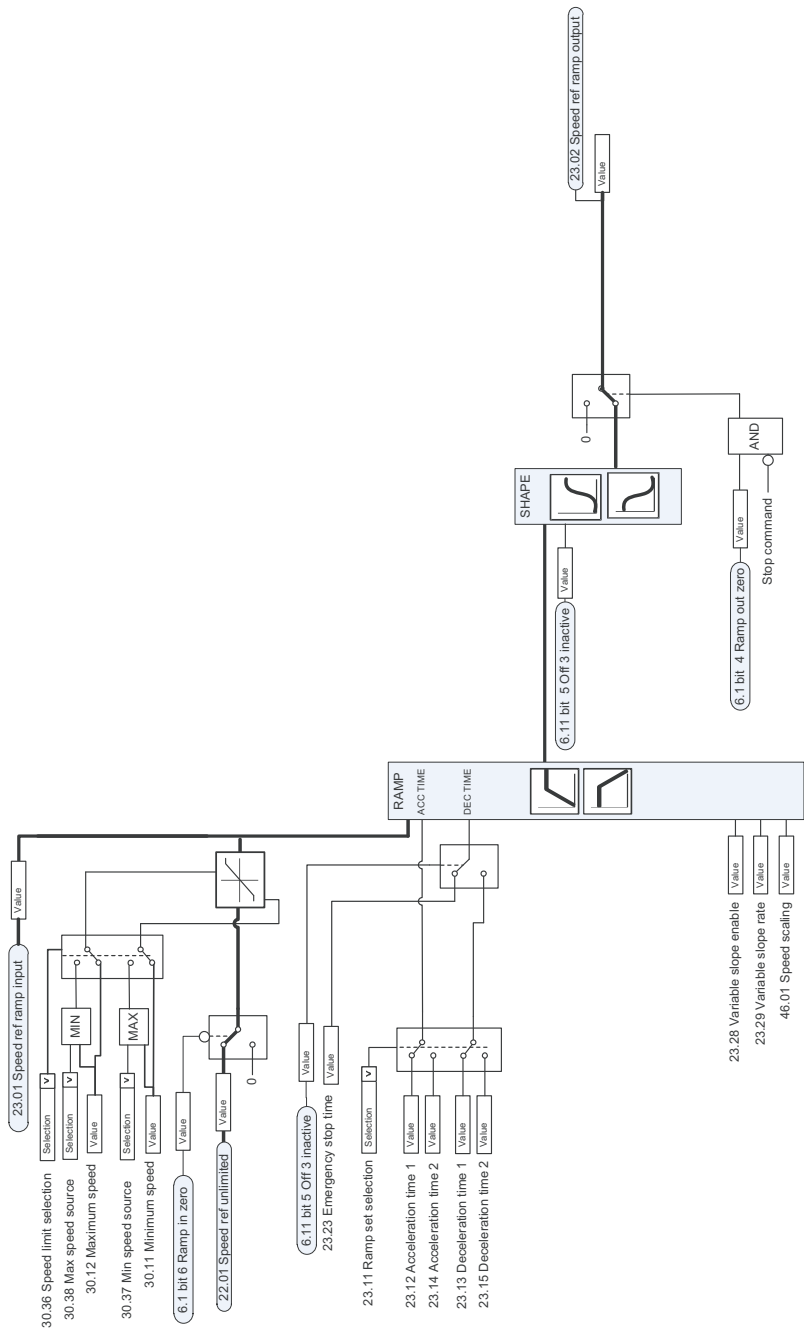 23.01 Speed ref ramp input
Value
30.36 Speed limit selection
Selection
v
30.38 Max speed source
Selection
v
30.12 Maximum speed
Value
MIN
30.37 Min speed source
Selection
v
30.11 Minimum speed
Value
MAX
6.1 bit 6 Ramp in zero
Value
22.01 Speed ref unlimited
Value
0
6.11 bit 5 Off 3 inactive
Value
23.23 Emergency stop time
Value
23.11 Ramp set selection
Selection
v
23.12 Acceleration time 1
Value
23.14 Acceleration time 2
Value
23.13 Deceleration time 1
Value
23.15 Deceleration time 2
Value
23.28 Variable slope enable
Value
23.29 Variable slope rate
Value
46.01 Speed scaling
Value
RAMP
ACC TIME
DEC TIME
6.11 bit 5 Off 3 inactive
Value
SHAPE
6.1 bit 4 Ramp out zero
Value
Stop command
AND
0
23.02 Speed ref ramp output
Value